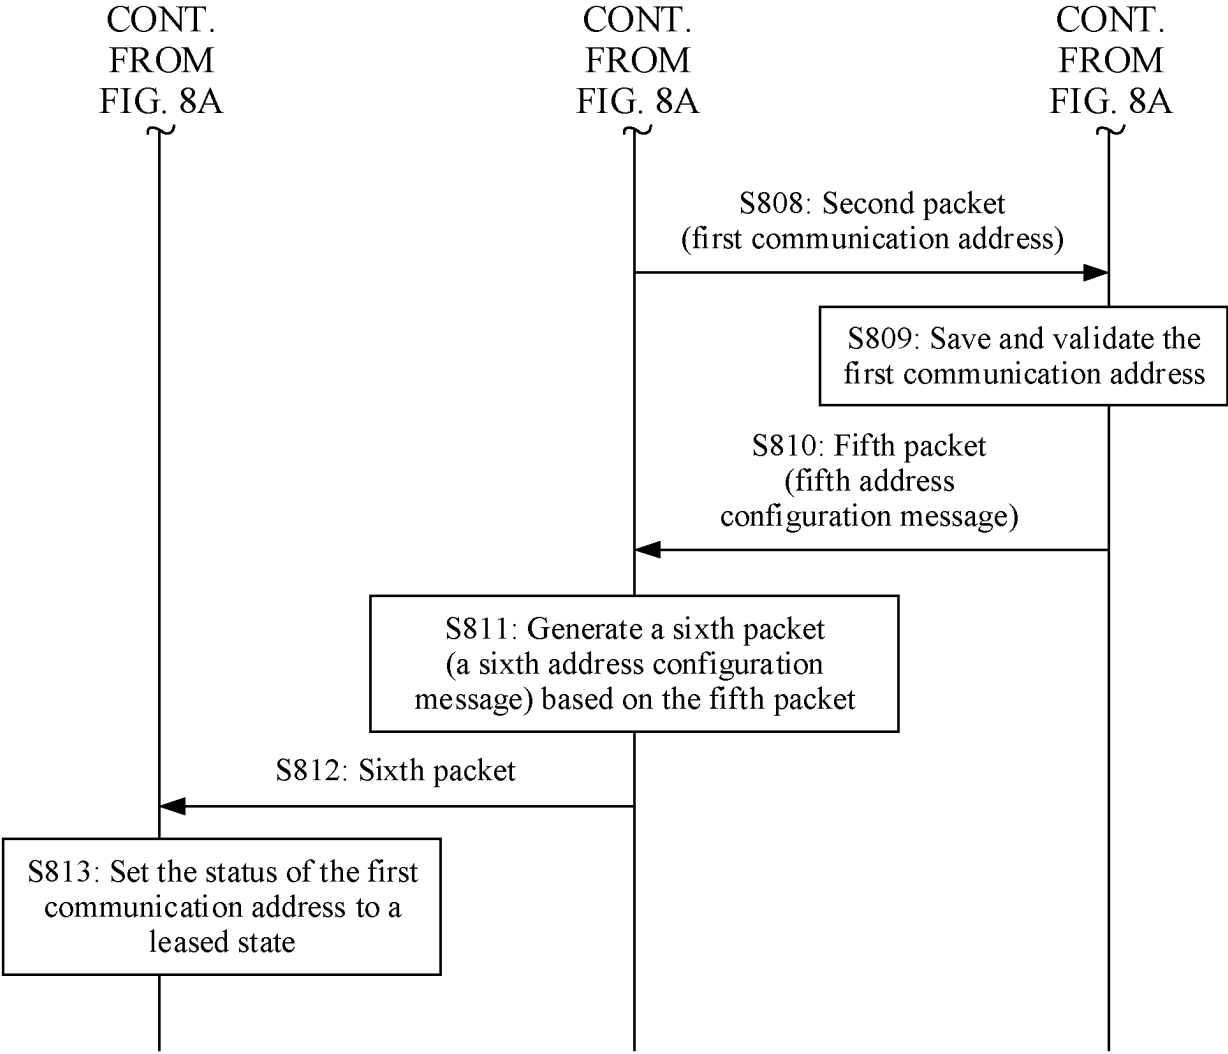 CONT.
FROM
FIG. 8A
CONT.
FROM
FIG. 8A
CONT.
FROM
FIG. 8A
S808: Second packet
(first communication address)
S809: Save and validate the
first communication address
S810: Fifth packet
(fifth address
configuration message)
S811: Generate a sixth packet
(a sixth address configuration
message) based on the fifth packet
S812: Sixth packet
S813: Set the status of the first
communication address to a
leased state